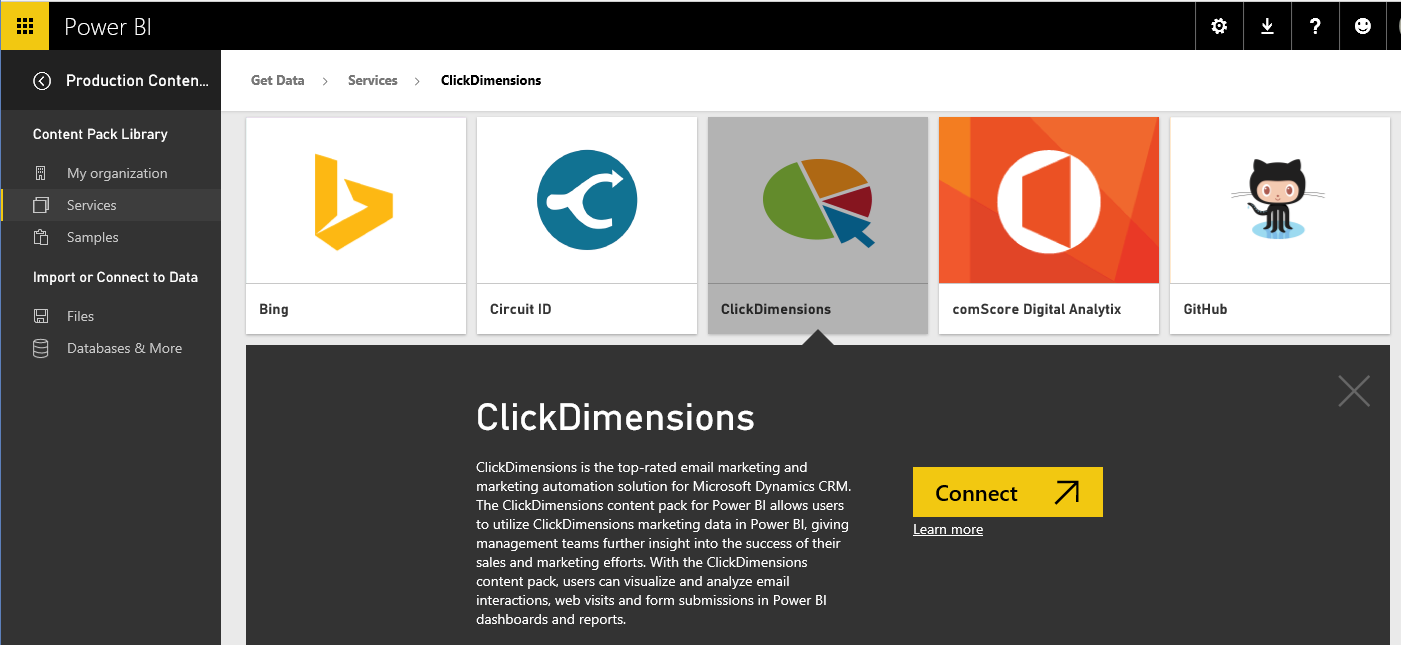 Power BI
?
Production Conten...
Get Data > Services > ClickDimensions
Content Pack Library
My organization
Services
Samples
Import or Connect to Data
Files
Databases & More
Bing
Circuit ID
ClickDimensions
comScore Digital Analytix
GitHub
ClickDimensions
ClickDimensions is the top-rated email marketing and
marketing automation solution for Microsoft Dynamics CRM.
The ClickDimensions content pack for Power BI allows users
to utilize ClickDimensions marketing data in Power BI, giving
management teams further insight into the success of their
sales and marketing efforts. With the ClickDimensions
content pack, users can visualize and analyze email
interactions, web visits and form submissions in Power BI
dashboards and reports.
Connect
Learn more